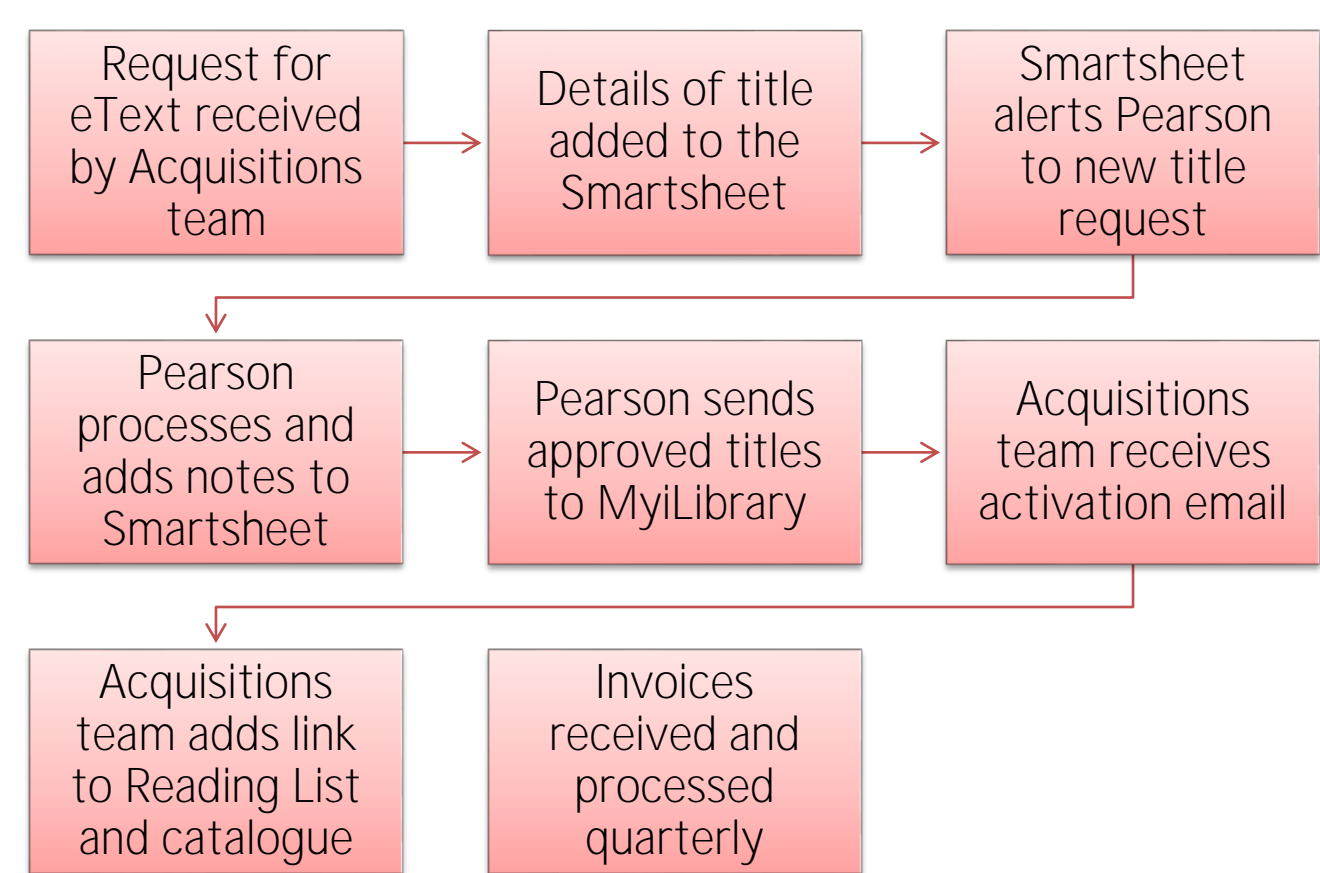 Request for
eText received
by Acquisitions
team
Details of title
added to the
Smartsheet
Smartsheet
alerts Pearson
to new title
request
Pearson
processes and
adds notes to
Smartsheet
Pearson sends
approved titles
to MyiLibrary
Acquisitions
team receives
activation email
Acquisitions
team adds link
to Reading List
and catalogue
Invoices
received and
processed
quarterly